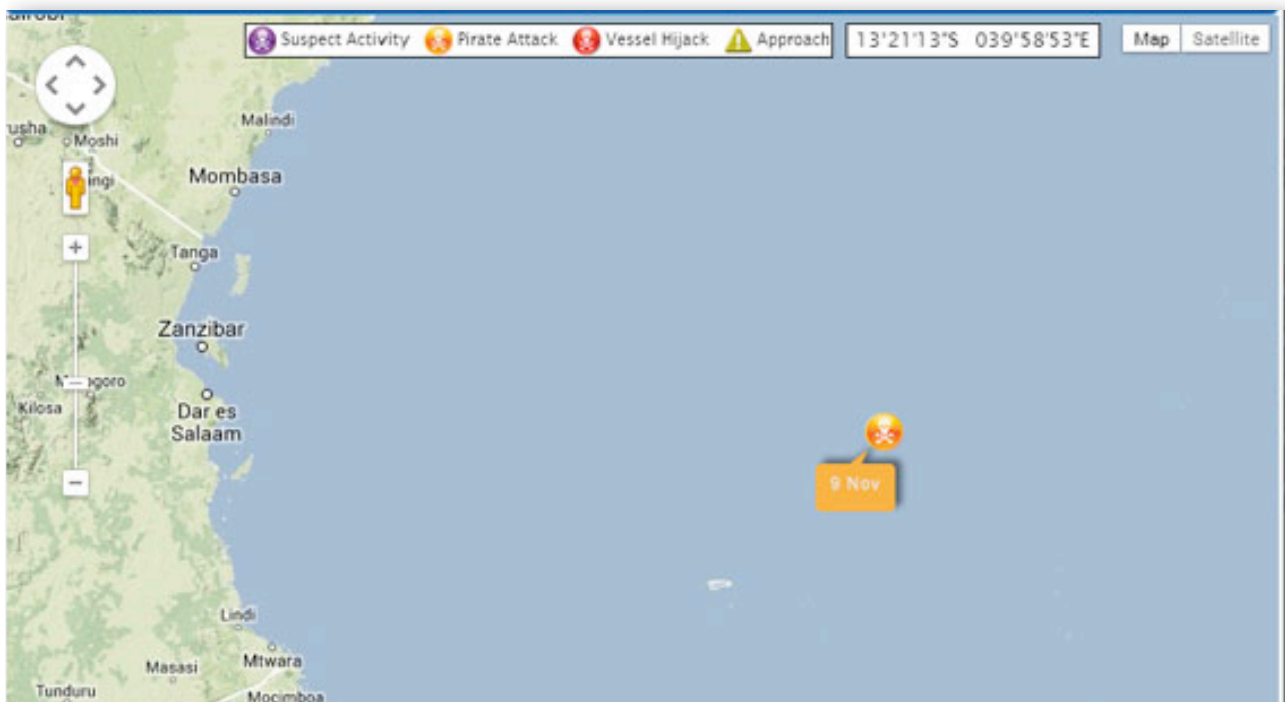 Suspect Activity Pirate Attack Vessel Hijack Approach
13°21'13"S 039°58'53"E
Map Satellite
Malindi
Moshi
Mombasa
Tanga
Zanzibar
Kilosa
Dar es
Salaam
9 Nov
Lindi
Masasi
Mtwara
Tunduru
Mocimboa